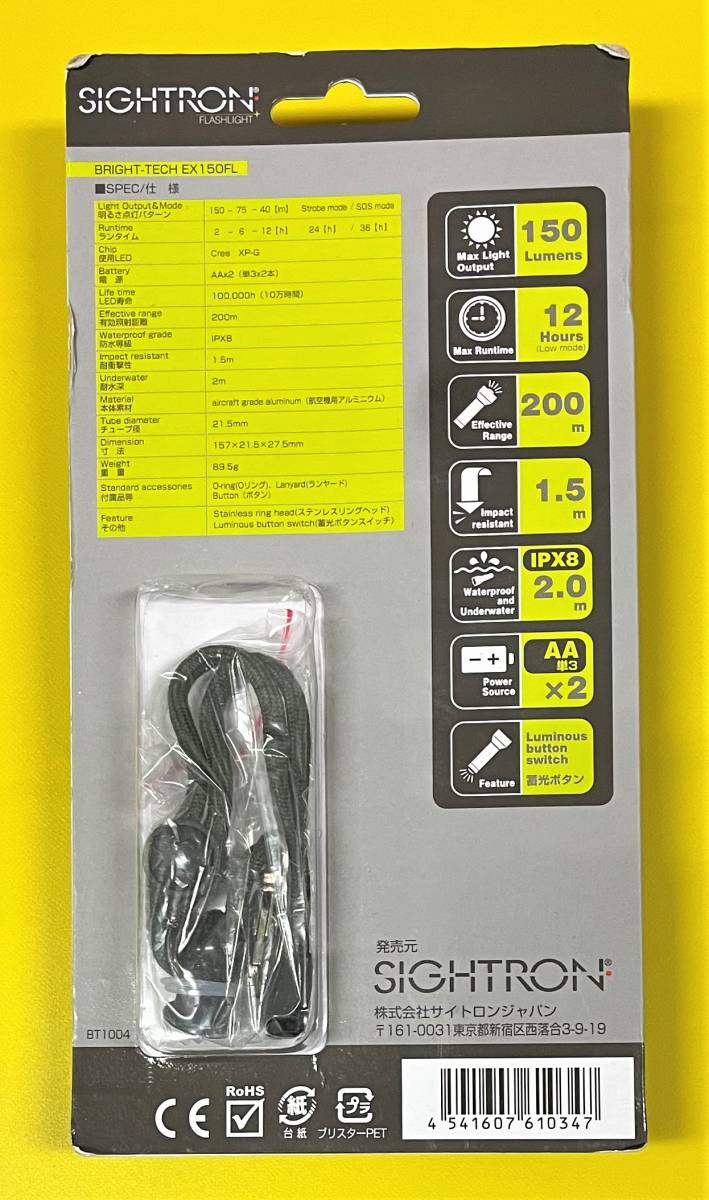 SIGHTRON®
FLASHLIGHT
BRIGHT-TECH EX150FL
■SPEC/仕 様
Light Output&Mode 150 - 75 - 40 [lm] Strobe mode / SOS mode
明るさ点灯パターン
Runtime 2 - 6 - 12 [h] 24 [h] / 36 [h]
ランタイム
Chip Cree XP-G
使用LED
Battery AAx2 (単3x2本)
電 源
Life time 100.000h (10万時間)
LED寿命
Effective range 200m
有効照射距離
Waterproof grade IPX8
防水等級
Impact resistant 1.5m
耐衝撃性
Underwater 2m
耐水深
Material aircraft grade aluminum (航空機用アルミニウム)
本体素材
Tube diameter 21.5mm
チューブ径
Dimension 157×21.5×27.5mm
寸 法
Weight 89.5g
重 量
Standard accessories O-ring(Oリング)、Lanyard(ランヤード)
付属品等 Button (ボタン)
Feature Stainless ring head(ステンレスリングヘッド)
その他 Luminous button switch(蓄光ボタンスイッチ)
Max Light
Output
150
Lumens
Max Runtime
12
Hours
(Low mode)
Effective
Range
200
m
Impact
resistant
1.5
m
Waterproof
and
Underwater
IPX8
2.0
m
Power
Source
AA
単3
×2
Feature
Luminous
button
switch
蓄光ボタン
発売元
SIGHTRON®
株式会社サイトロンジャパン
〒161-0031東京都新宿区西落合3-9-19
BT1004
CE
RoHS
紙
台紙
プラ
ブリスターPET
4 541607 610347